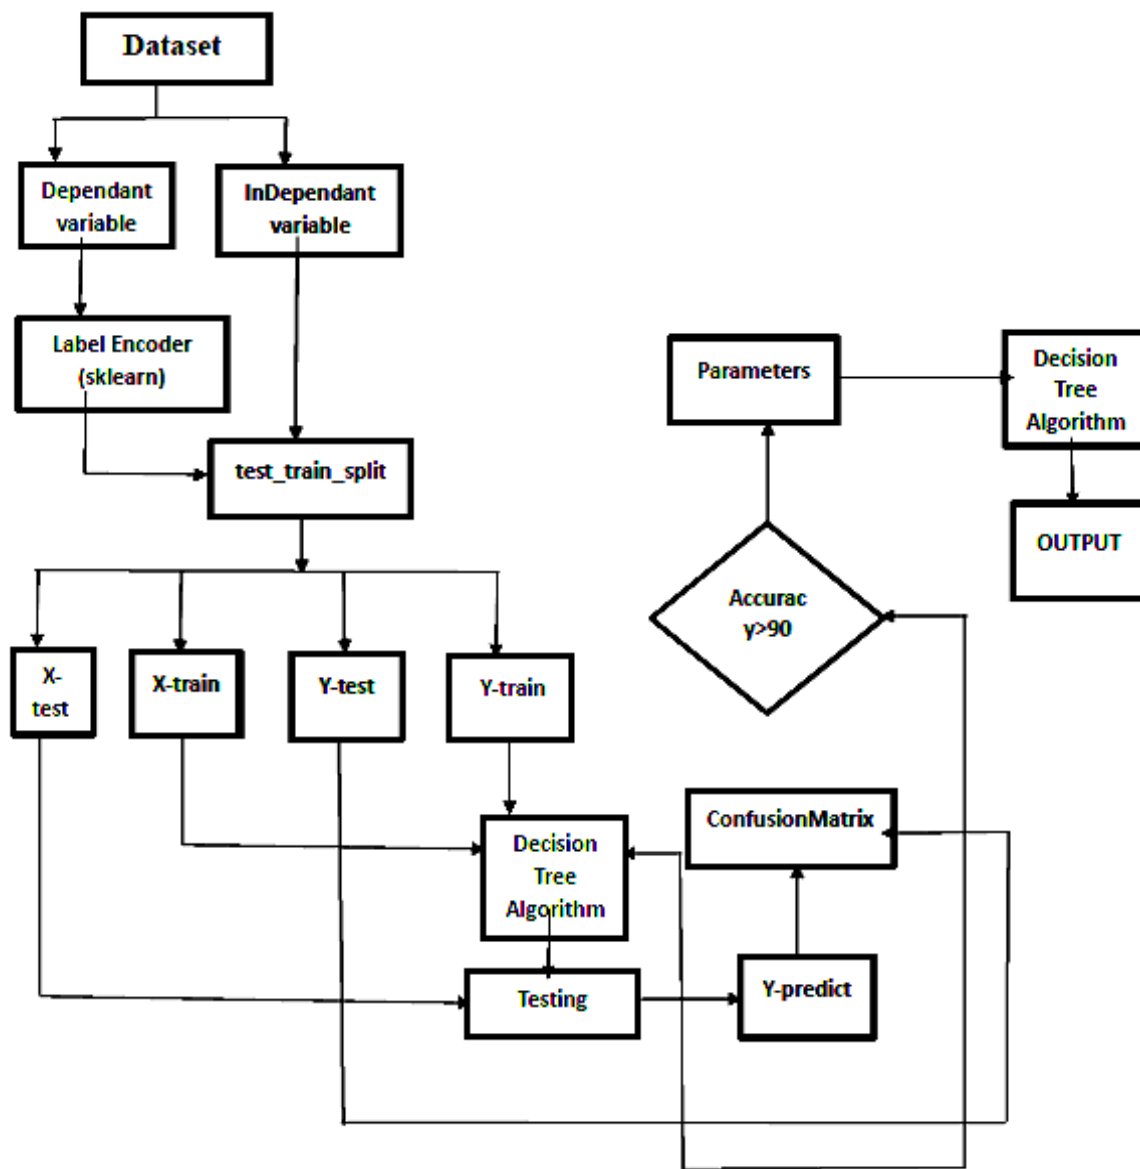 Dataset
Dependant
variable
InDependant
variable
Label Encoder
(sklearn)
test_train_split
X-
test
X-train
Y-test
Y-train
Decision
Tree
Algorithm
Testing
Y-predict
ConfusionMatrix
Accurac
y>90
Parameters
Decision
Tree
Algorithm
OUTPUT